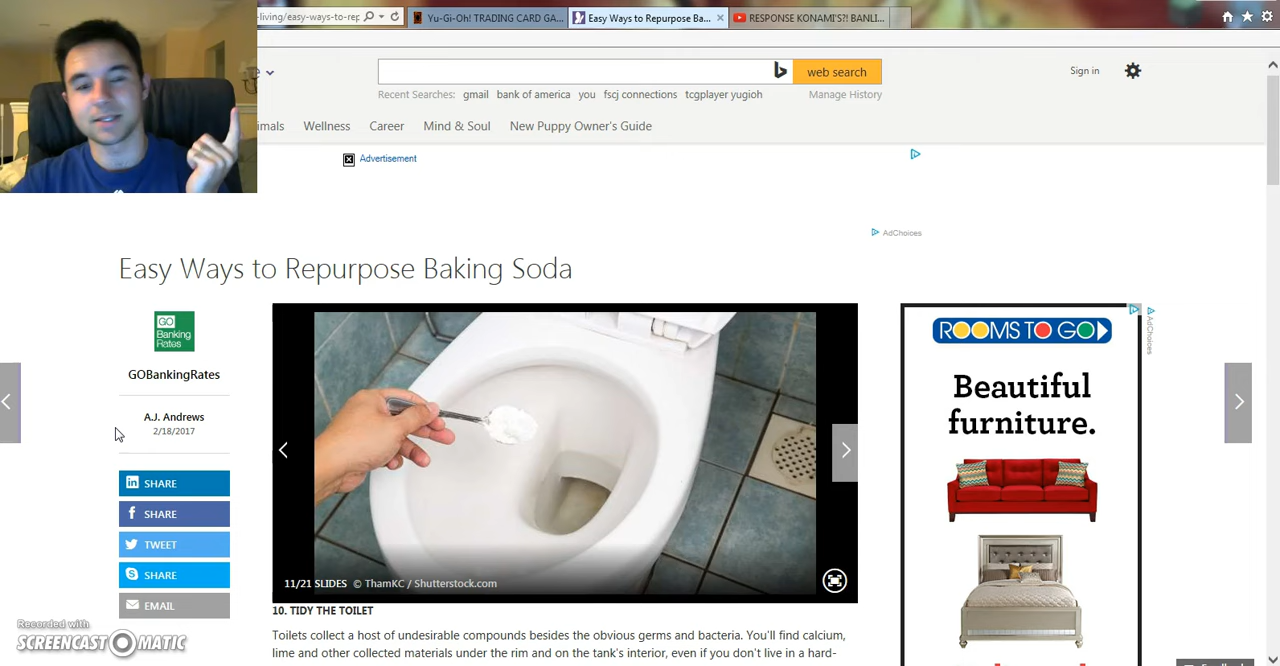 -living/easy-ways-to-rep
Yu-Gi-Oh! TRADING CARD GA...
Easy Ways to Repurpose Ba...
RESPONSE KONAMI'S?! BANLI...
web search
Sign in
Recent Searches: gmail bank of america you fscj connections tcgplayer yugioh Manage History
imals Wellness Career Mind & Soul New Puppy Owner's Guide
Advertisement
AdChoices
Easy Ways to Repurpose Baking Soda
GO
Banking
Rates
GOBankingRates
A.J. Andrews
2/18/2017
SHARE
SHARE
TWEET
SHARE
EMAIL
11/21 SLIDES © ThamKC / Shutterstock.com
10. TIDY THE TOILET
Toilets collect a host of undesirable compounds besides the obvious germs and bacteria. You'll find calcium,
lime and other collected materials under the rim and on the tank's interior, even if you don't live in a hard-
AdChoices
ROOMS TO GO
Beautiful
furniture.
Recorded with
SCREENCAST-O-MATIC